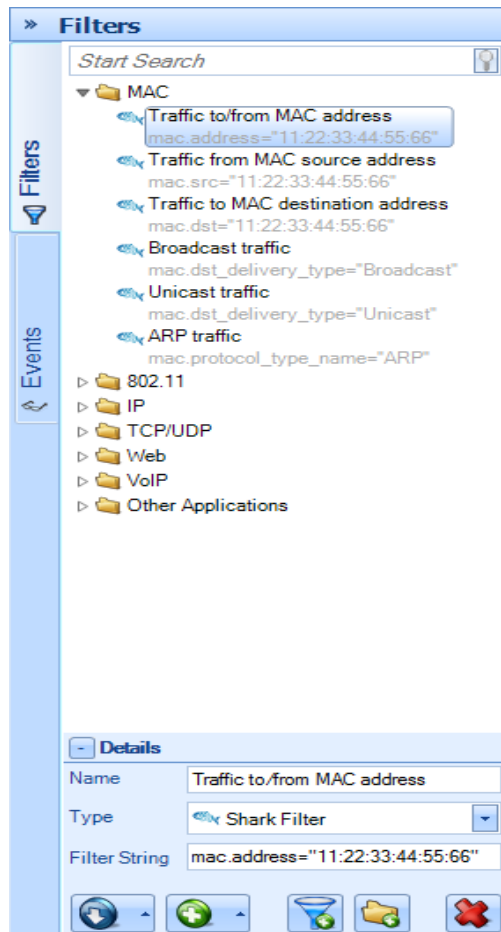 Filters
Start Search
MAC
Traffic to/from MAC address
mac.address="11:22:33:44:55:66"
Traffic from MAC source address
mac.src="11:22:33:44:55:66"
Traffic to MAC destination address
mac.dst="11:22:33:44:55:66"
Broadcast traffic
mac.dst_delivery_type="Broadcast"
Unicast traffic
mac.dst_delivery_type="Unicast"
ARP traffic
mac.protocol_type_name="ARP"
802.11
IP
TCP/UDP
Web
VoIP
Other Applications
Filters
Events
Details
Name Traffic to/from MAC address
Type Shark Filter
Filter String mac.address="11:22:33:44:55:66"